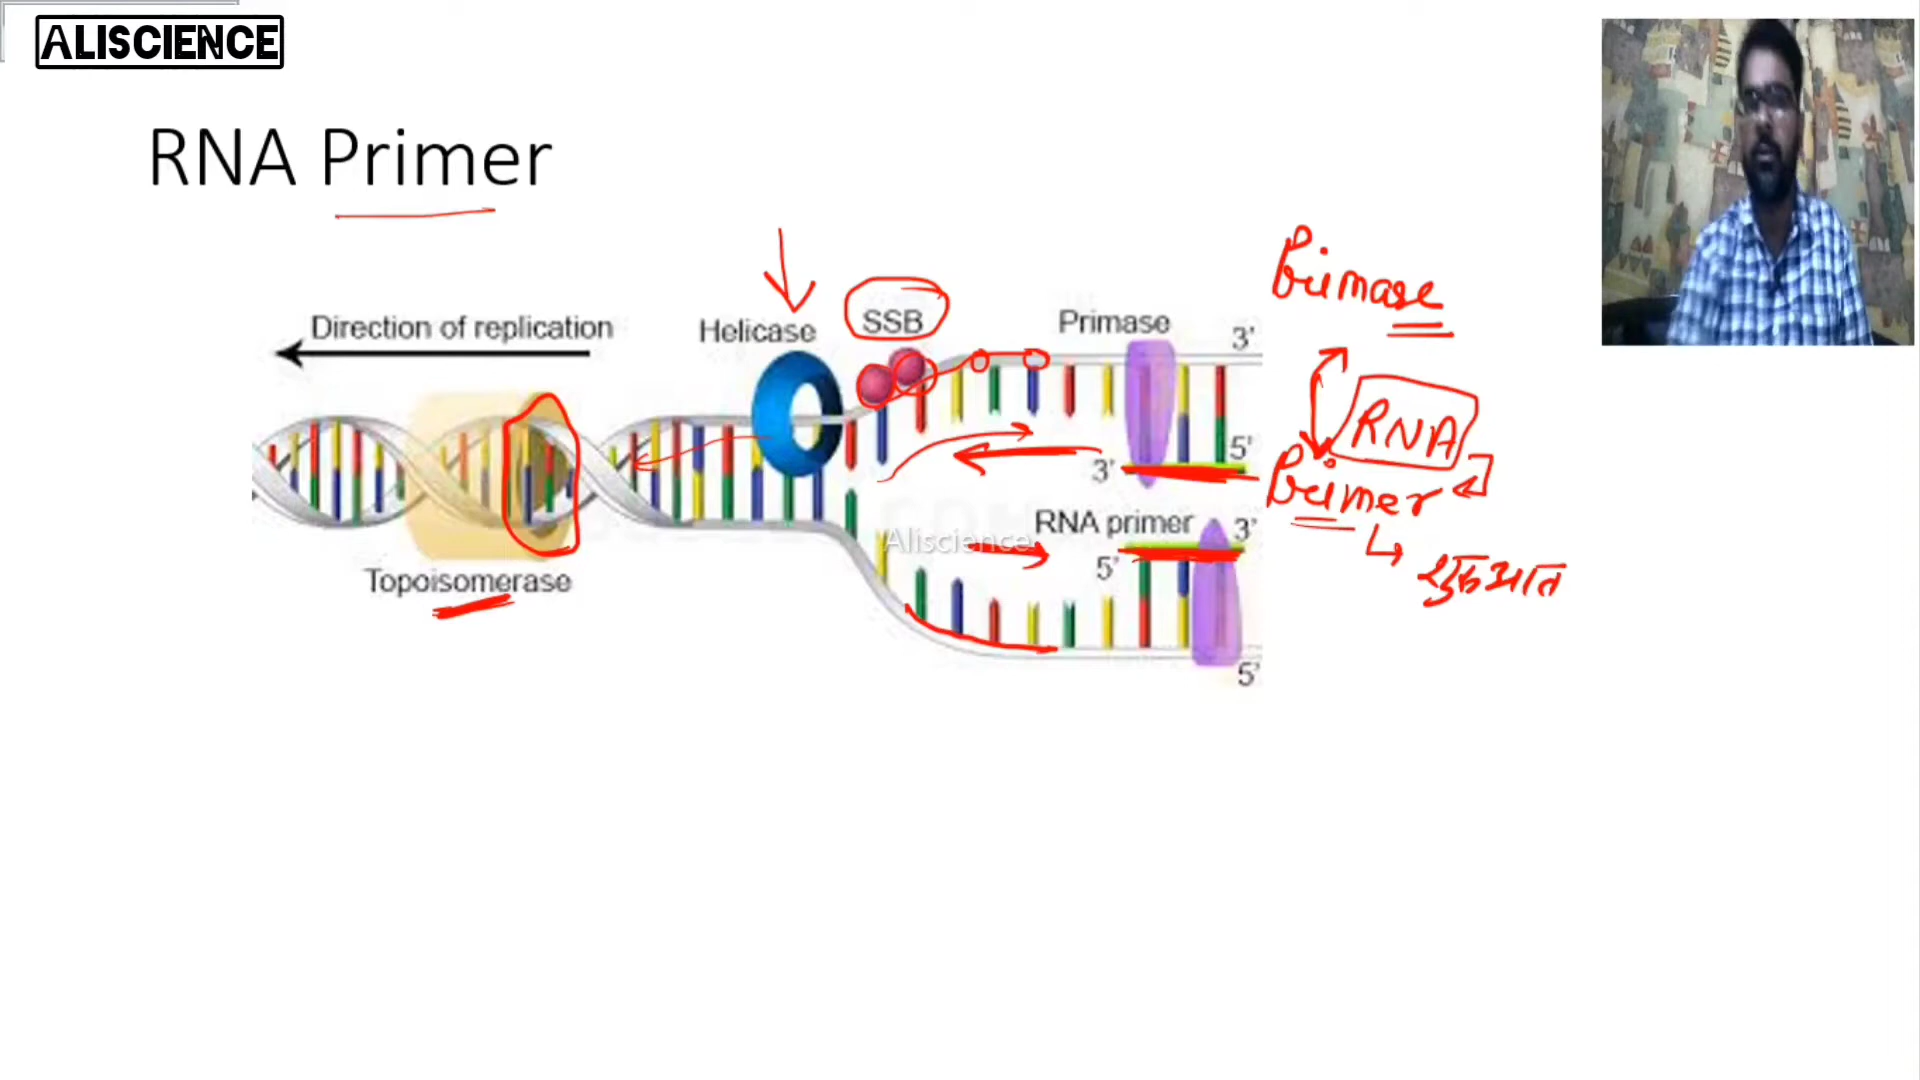 ALISCIENCE
RNA Primer
Primase
Direction of replication
Helicase
SSB
Primase
3'
RNA
5'
3'
Primer
RNA primer
3'
Aliscience
5'
Topoisomerase
शुरुआत
5'